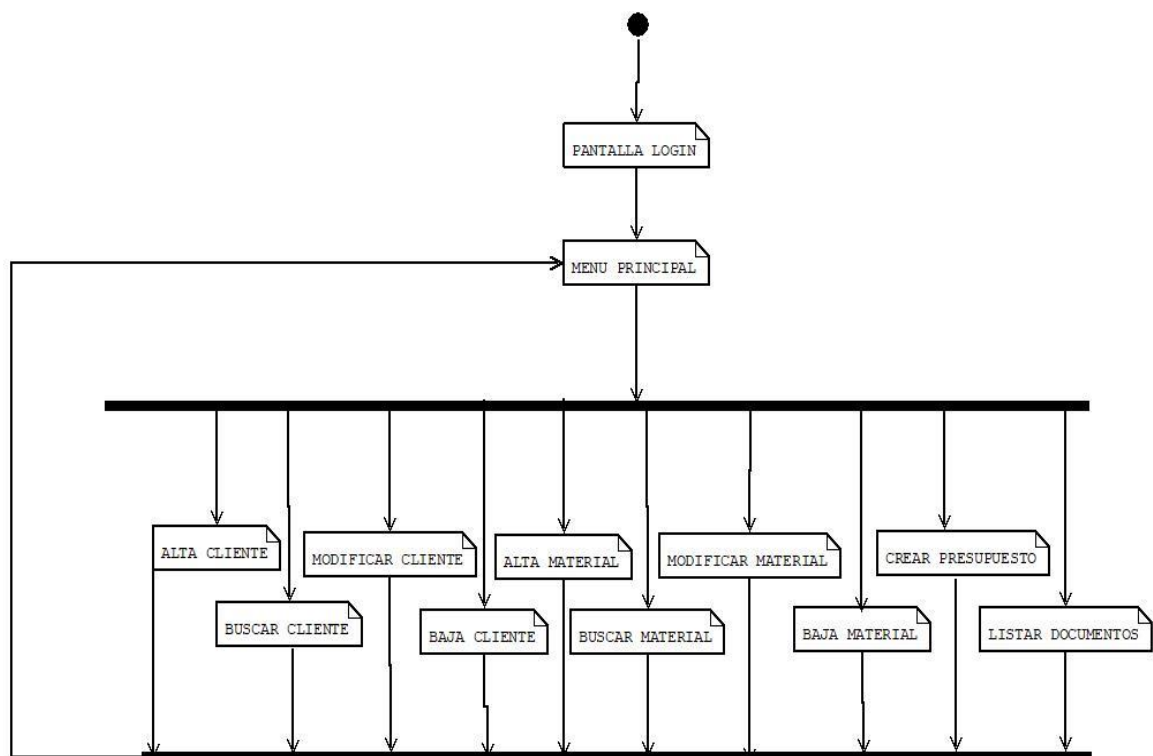 PANTALLA LOGIN
MENU PRINCIPAL
ALTA CLIENTE
MODIFICAR CLIENTE
ALTA MATERIAL
MODIFICAR MATERIAL
CREAR PRESUPUESTO
BUSCAR CLIENTE
BAJA CLIENTE
BUSCAR MATERIAL
BAJA MATERIAL
LISTAR DOCUMENTOS